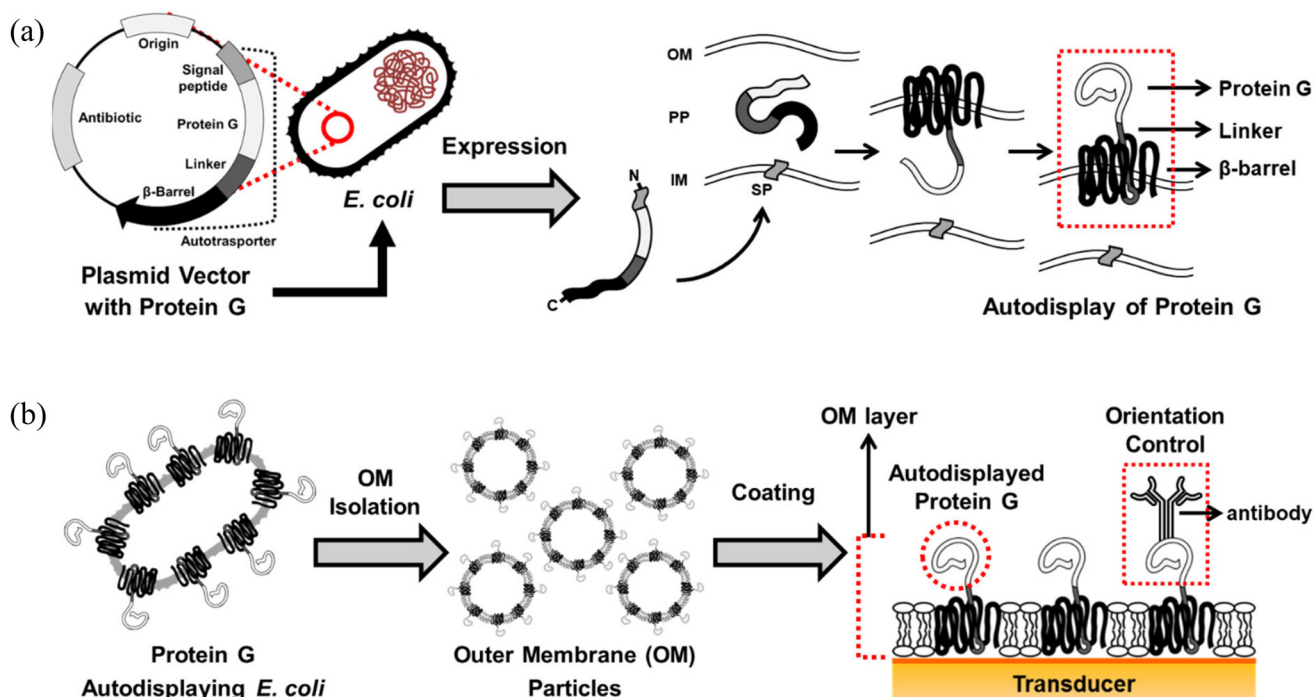 (a)
Origin
Signal
peptide
Antibiotic
Protein G
Linker
β-Barrel
Autotrasporter
Plasmid Vector
with Protein G
E. coli
Expression
N
C
OM
PP
IM
SP
Protein G
Linker
β-barrel
Autodisplay of Protein G
(b)
Protein G
Autodisplaying E. coli
OM
Isolation
Outer Membrane (OM)
Particles
Coating
OM layer
Autodisplayed
Protein G
Orientation
Control
antibody
Transducer